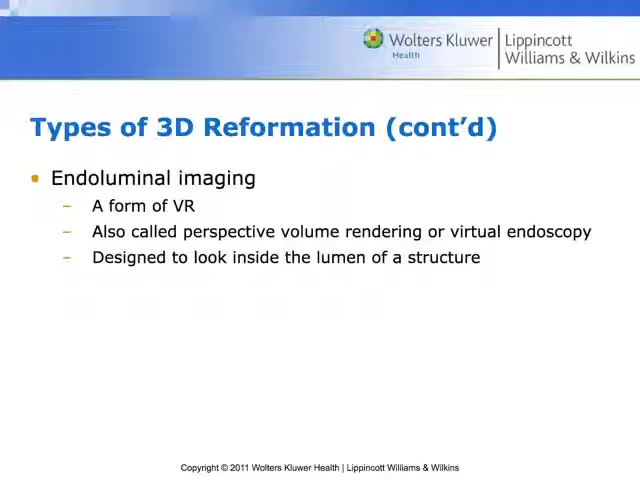 Wolters Kluwer
Health
Lippincott
Williams & Wilkins
Types of 3D Reformation (cont’d)
• Endoluminal imaging
– A form of VR
– Also called perspective volume rendering or virtual endoscopy
– Designed to look inside the lumen of a structure
Copyright © 2011 Wolters Kluwer Health | Lippincott Williams & Wilkins